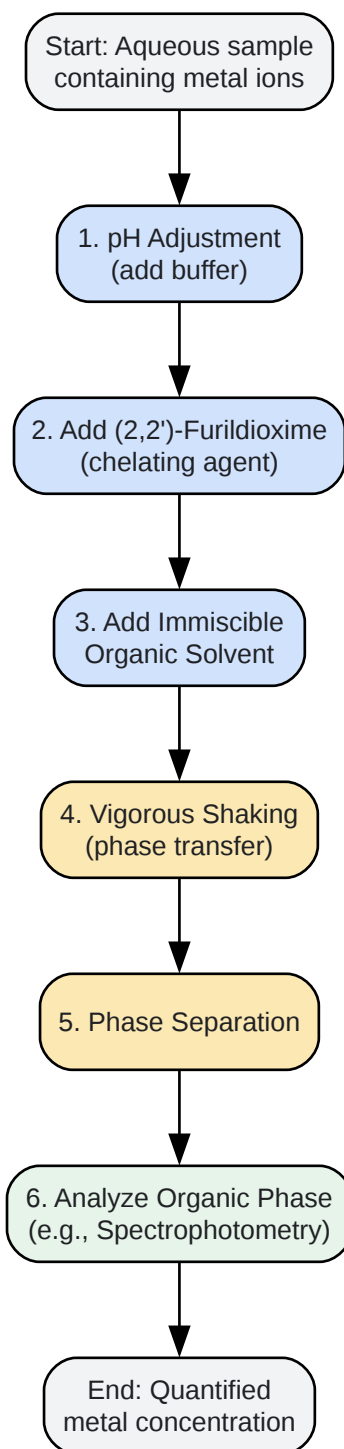 Start: Aqueous sample
containing metal ions
1. pH Adjustment
(add buffer)
2. Add (2,2')-Furildioxime
(chelating agent)
3. Add Immiscible
Organic Solvent
4. Vigorous Shaking
(phase transfer)
5. Phase Separation
6. Analyze Organic Phase
(e.g., Spectrophotometry)
End: Quantified
metal concentration